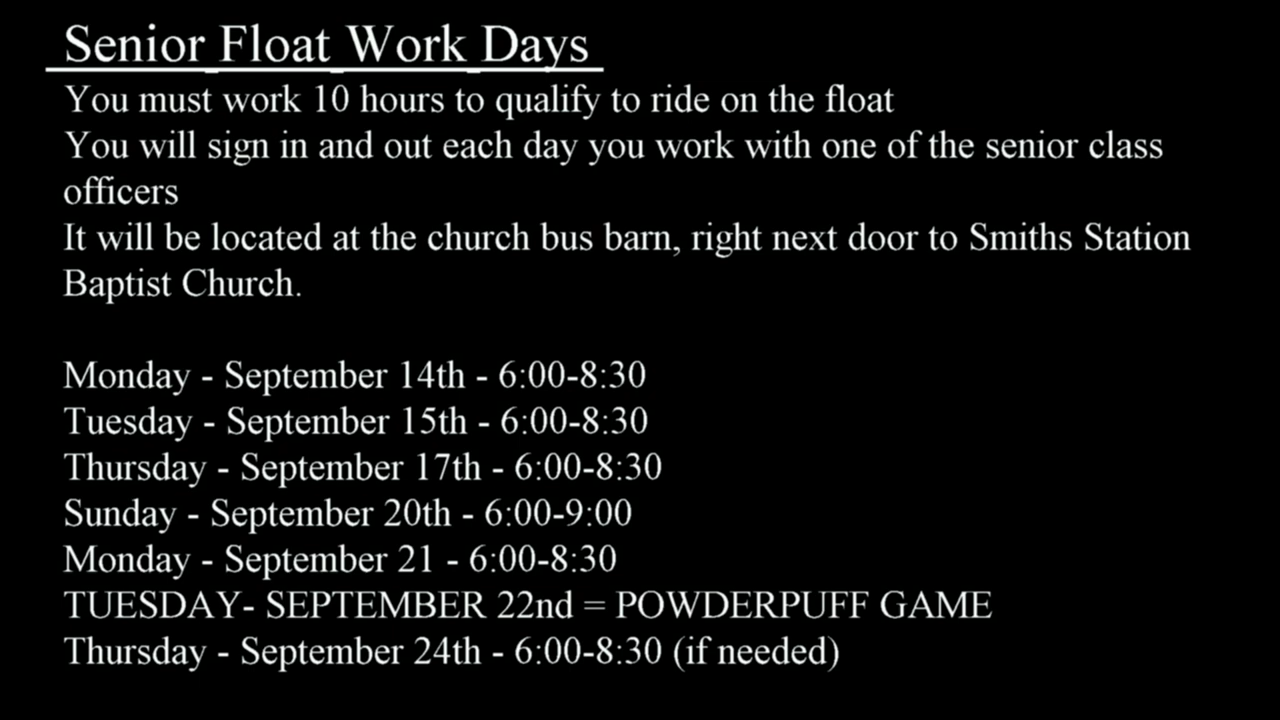 Senior Float Work Days
You must work 10 hours to qualify to ride on the float
You will sign in and out each day you work with one of the senior class
officers
It will be located at the church bus barn, right next door to Smiths Station
Baptist Church.
Monday - September 14th - 6:00-8:30
Tuesday - September 15th - 6:00-8:30
Thursday - September 17th - 6:00-8:30
Sunday - September 20th - 6:00-9:00
Monday - September 21 - 6:00-8:30
TUESDAY- SEPTEMBER 22nd = POWDERPUFF GAME
Thursday - September 24th - 6:00-8:30 (if needed)